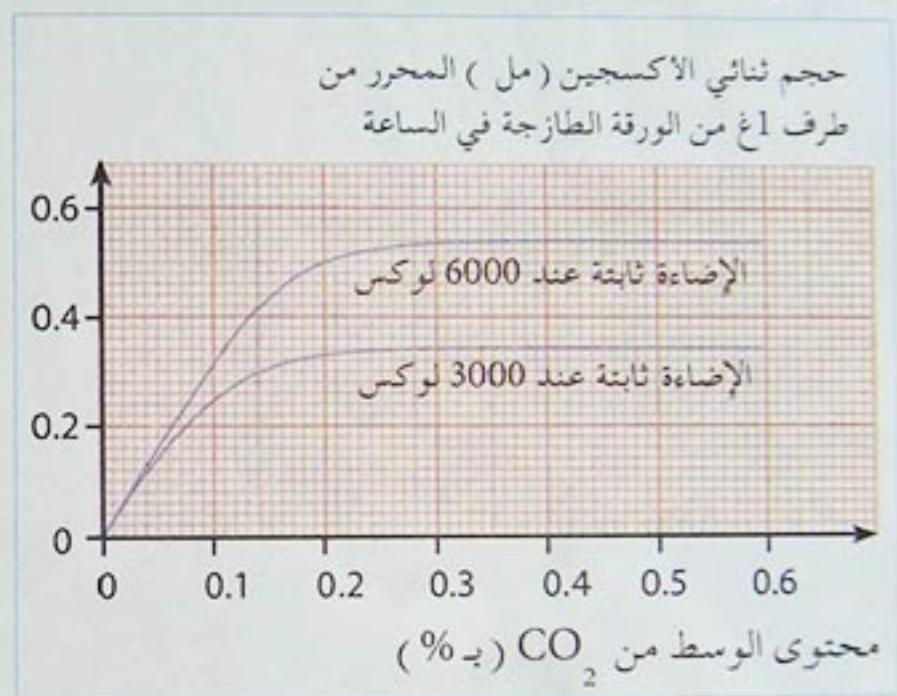 حجم ثنائي الاكسجين ( مل ) المحرر من
طرف 1غ من الورقة الطازجة في الساعة
0.6
0.4
0.2
0
الإضاءة ثابتة عند 6000 لوكس
الإضاءة ثابتة عند 3000 لوكس
0 0.1 0.2 0.3 0.4 0.5 0.6
محتوى الوسط من CO2 ( بـ % )